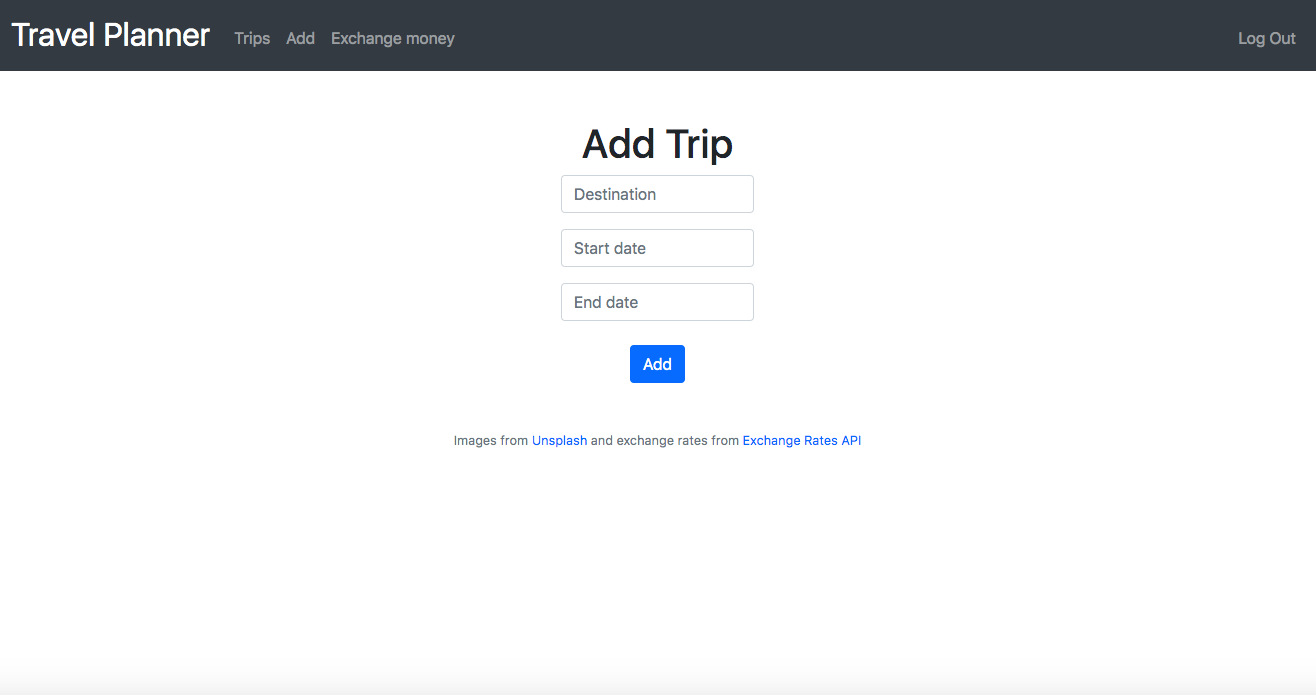 Travel Planner Trips Add Exchange money Log Out
Add Trip
Destination
Start date
End date
Add
Images from Unsplash and exchange rates from Exchange Rates API